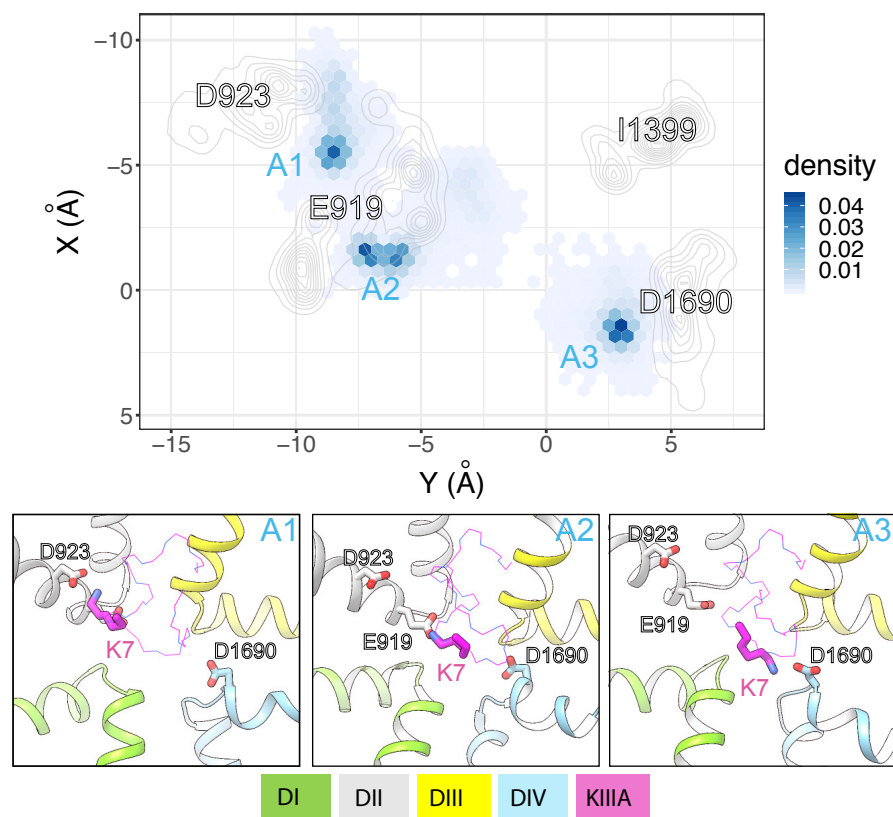 −10
D923
I1399
A1
−5
density
X (Å)
E919
0.04
0.03
0.02
0.01
A2
0
D1690
A3
5
−15
−10
−5
0
5
Y (Å)
A1
D923
K7
D1690
A2
D923
E919
K7
D1690
A3
D923
E919
D1690
K7
DI
DII
DIII
DIV
KIIIA